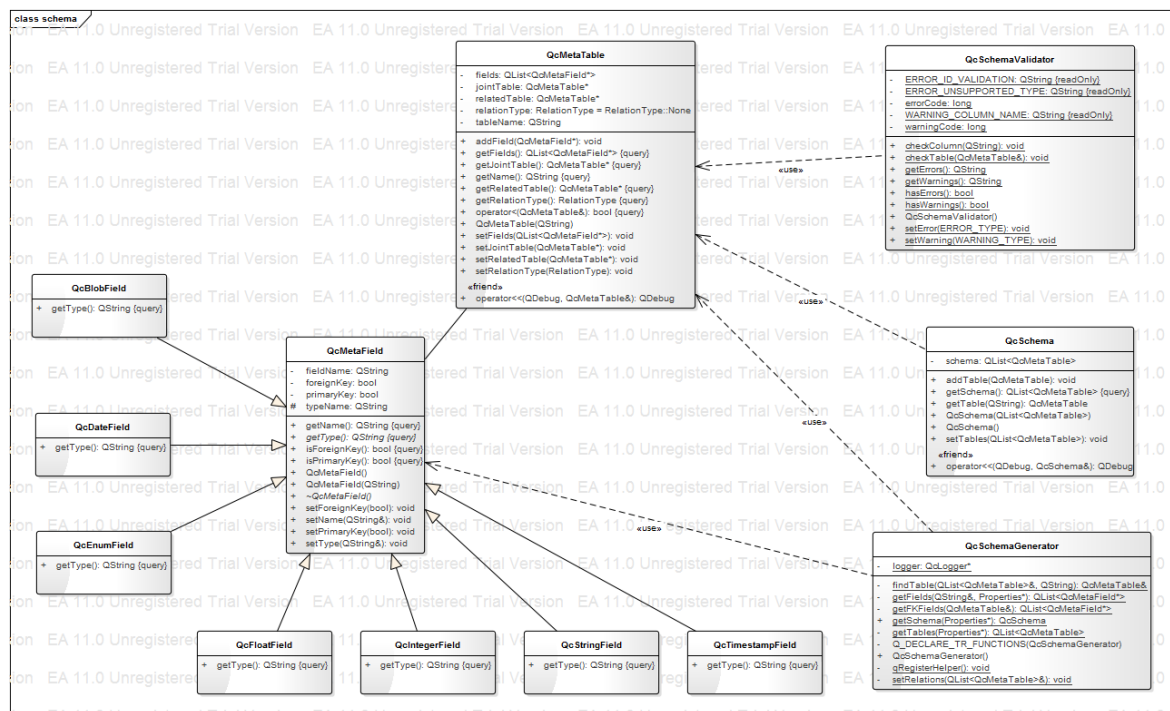 class schema
EA 11.0 Unregistered Trial Version
QcMetaTable
- fields: QList<QcMetaField*>
- jointTable: QcMetaTable*
- relatedTable: QcMetaTable*
- relationType: RelationType = RelationType::None
- tableName: QString
+ addField(QcMetaField*): void
+ getFields(): QList<QcMetaField*> {query}
+ getJointTable(): QcMetaTable* {query}
+ getName(): QString {query}
+ getRelatedTable(): QcMetaTable* {query}
+ getRelationType(): RelationType {query}
+ operator<(QcMetaTable&): bool {query}
+ QcMetaTable(QString)
+ setFields(QList<QcMetaField*>): void
+ setJointTable(QcMetaTable*): void
+ setRelatedTable(QcMetaTable*): void
+ setRelationType(RelationType): void
«friend»
+ operator<<(QDebug, QcMetaTable&): QDebug
QcSchemaValidator
- ERROR_ID_VALIDATION: QString {readOnly}
- ERROR_UNSUPPORTED_TYPE: QString {readOnly}
- errorCode: long
- WARNING_COLUMN_NAME: QString {readOnly}
- warningCode: long
+ checkColumn(QString): void
+ checkTable(QcMetaTable&): void
+ getErrors(): QString
+ getWarnings(): QString
+ hasErrors(): bool
+ hasWarnings(): bool
+ QcSchemaValidator()
+ setError(ERROR_TYPE): void
+ setWarning(WARNING_TYPE): void
«use»
QcBlobField
+ getType(): QString {query}
«use»
QcSchema
- schema: QList<QcMetaTable>
+ addTable(QcMetaTable): void
+ getSchema(): QList<QcMetaTable> {query}
+ getTable(QString): QcMetaTable
+ QcSchema(QList<QcMetaTable>)
+ QcSchema()
+ setTables(QList<QcMetaTable>): void
«friend»
+ operator<<(QDebug, QcSchema&): QDebug
QcMetaField
- fieldName: QString
- foreignKey: bool
- primaryKey: bool
# typeName: QString
+ getName(): QString {query}
+ getType(): QString {query}
+ isForeignKey(): bool {query}
+ isPrimaryKey(): bool {query}
+ QcMetaField()
+ QcMetaField(QString)
+ ~QcMetaField()
+ setForeignKey(bool): void
+ setName(QString&): void
+ setPrimaryKey(bool): void
+ setType(QString&): void
QcDateField
+ getType(): QString {query}
«use»
«use»
QcEnumField
+ getType(): QString {query}
QcSchemaGenerator
- logger: QcLogger*
- findTable(QList<QcMetaTable>&, QString): QcMetaTable&
- getFields(QString&, Properties*): QList<QcMetaField*>
- getFKFields(QcMetaTable&): QList<QcMetaField*>
+ getSchema(Properties*): QcSchema
- getTables(Properties*): QList<QcMetaTable>
- Q_DECLARE_TR_FUNCTIONS(QcSchemaGenerator)
+ QcSchemaGenerator()
- qRegisterHelper(): void
- setRelations(QList<QcMetaTable>&): void
QcFloatField
+ getType(): QString {query}
QcIntegerField
+ getType(): QString {query}
QcStringField
+ getType(): QString {query}
QcTimestampField
+ getType(): QString {query}